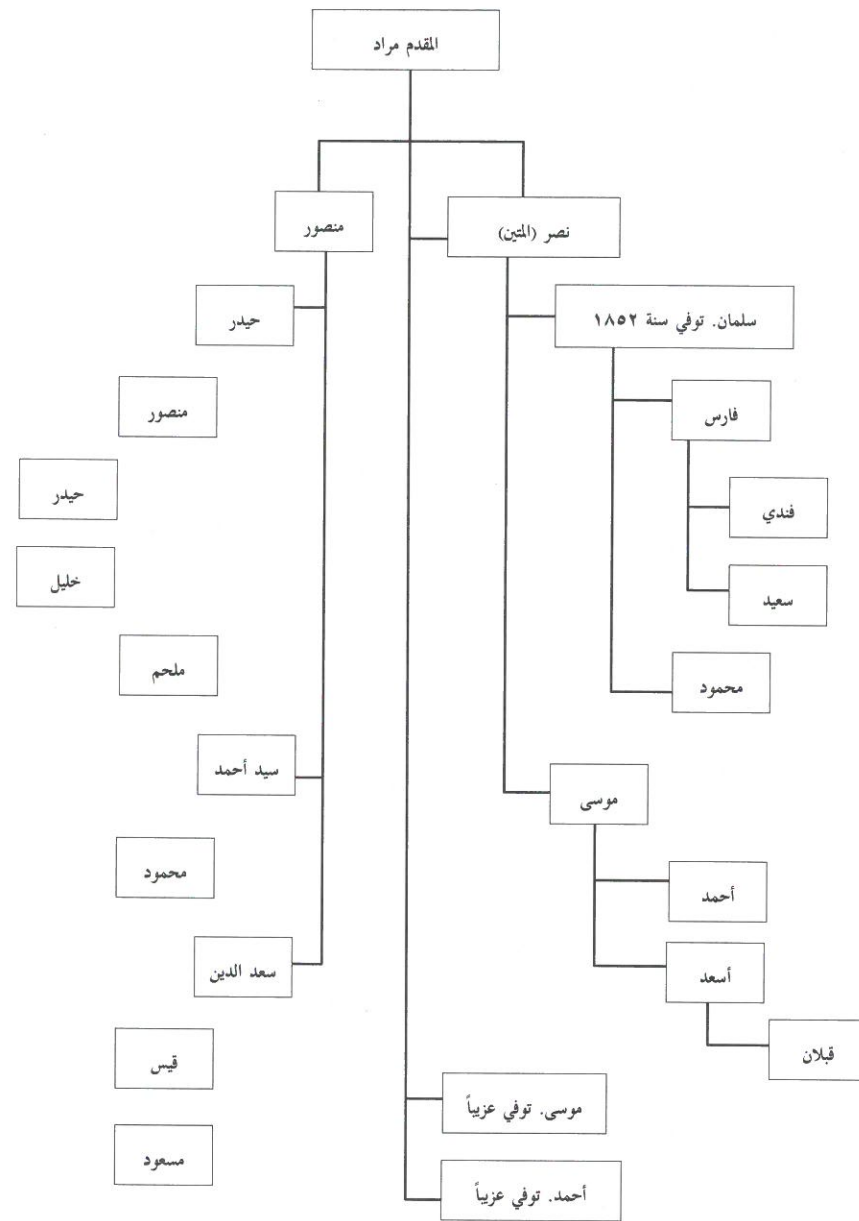 المقدم مراد
نصر (المتين)
منصور
سلمان. توفي سنة ١٨٥٢
حيدر
فارس
منصور
فندي
حيدر
سعيد
خليل
محمود
ملحم
موسى
سيد أحمد
أحمد
محمود
أسعد
سعد الدين
قبلان
قيس
موسى. توفي عزيباً
مسعود
أحمد. توفي عزيباً